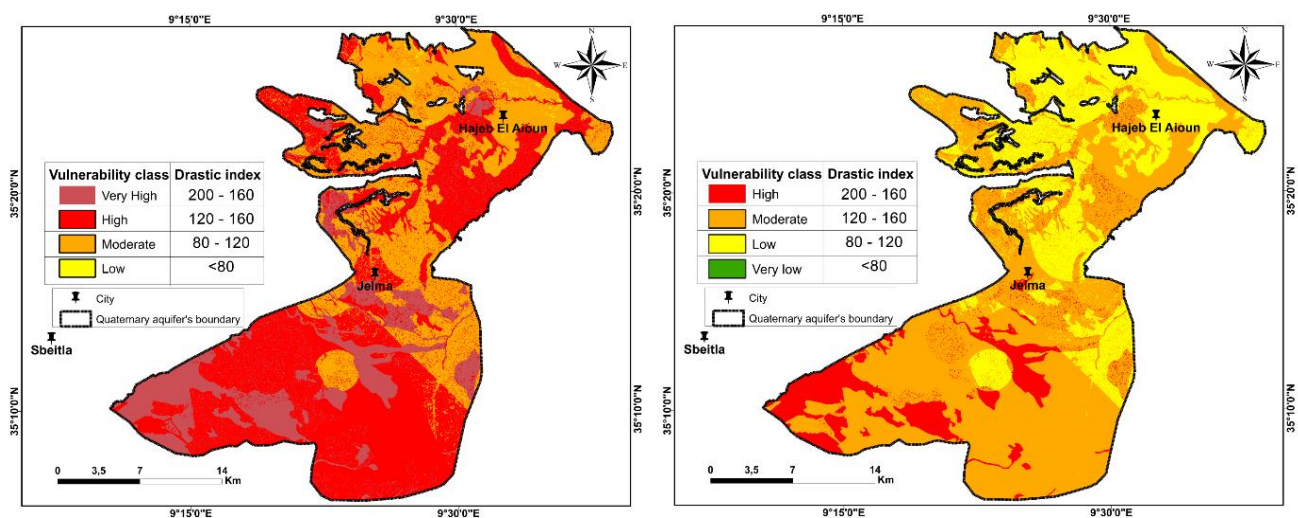 9°15'0"E 9°30'0"E
N
W E
S
Hajeb El Aioun
Vulnerability class Drastic index
Very High 200 - 160
High 120 - 160
Moderate 80 - 120
Low <80
City
Quaternary aquifer's boundary
Jelma
Sbeitla
35°20'0"N
35°10'0"N
0 3,5 7 14
Km
9°15'0"E 9°30'0"E
9°15'0"E 9°30'0"E
N
W E
S
Hajeb El Aioun
35°20'0"N
Vulnerability class Drastic index
High 200 - 160
Moderate 120 - 160
Low 80 - 120
Very low <80
City
Quaternary aquifer's boundary
Jelma
Sbeitla
35°20'0"N
35°10'0"N
35°10'0"N
0 3,5 7 14
Km
9°15'0"E 9°30'0"E
35°20'0"N
35°10'0"N